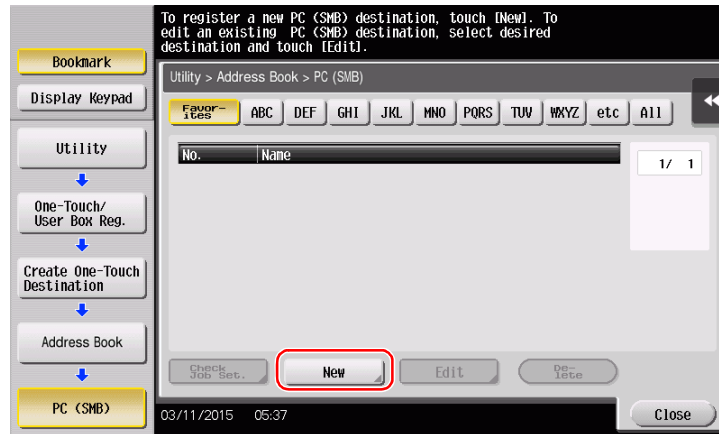 To register a new PC (SMB) destination, touch [New]. To
edit an existing PC (SMB) destination, select desired
destination and touch [Edit].
Bookmark
Display Keypad
Utility
One-Touch/
User Box Reg.
Create One-Touch
Destination
Address Book
PC (SMB)
Utility > Address Book > PC (SMB)
Favor-
ites
ABC
DEF
GHI
JKL
MNO
PQRS
TUV
WXYZ
etc
All
No.
Name
1/ 1
Check
Job Set.
New
Edit
De-
lete
03/11/2015 05:37
Close